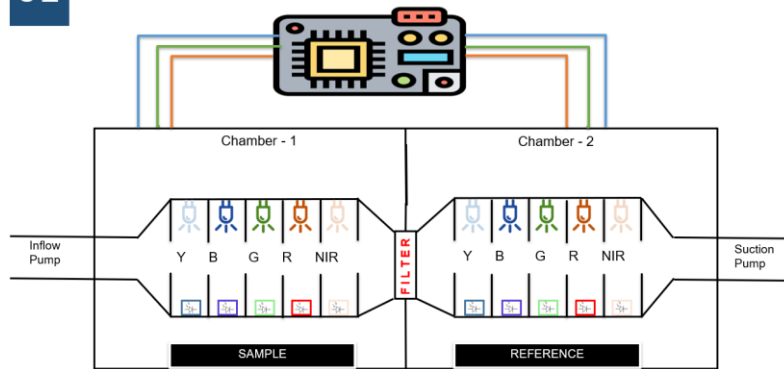 Chamber - 1
Chamber - 2
Inflow
Pump
Y B G R NIR
FILTER
Y B G R NIR
Suction
Pump
SAMPLE
REFERENCE